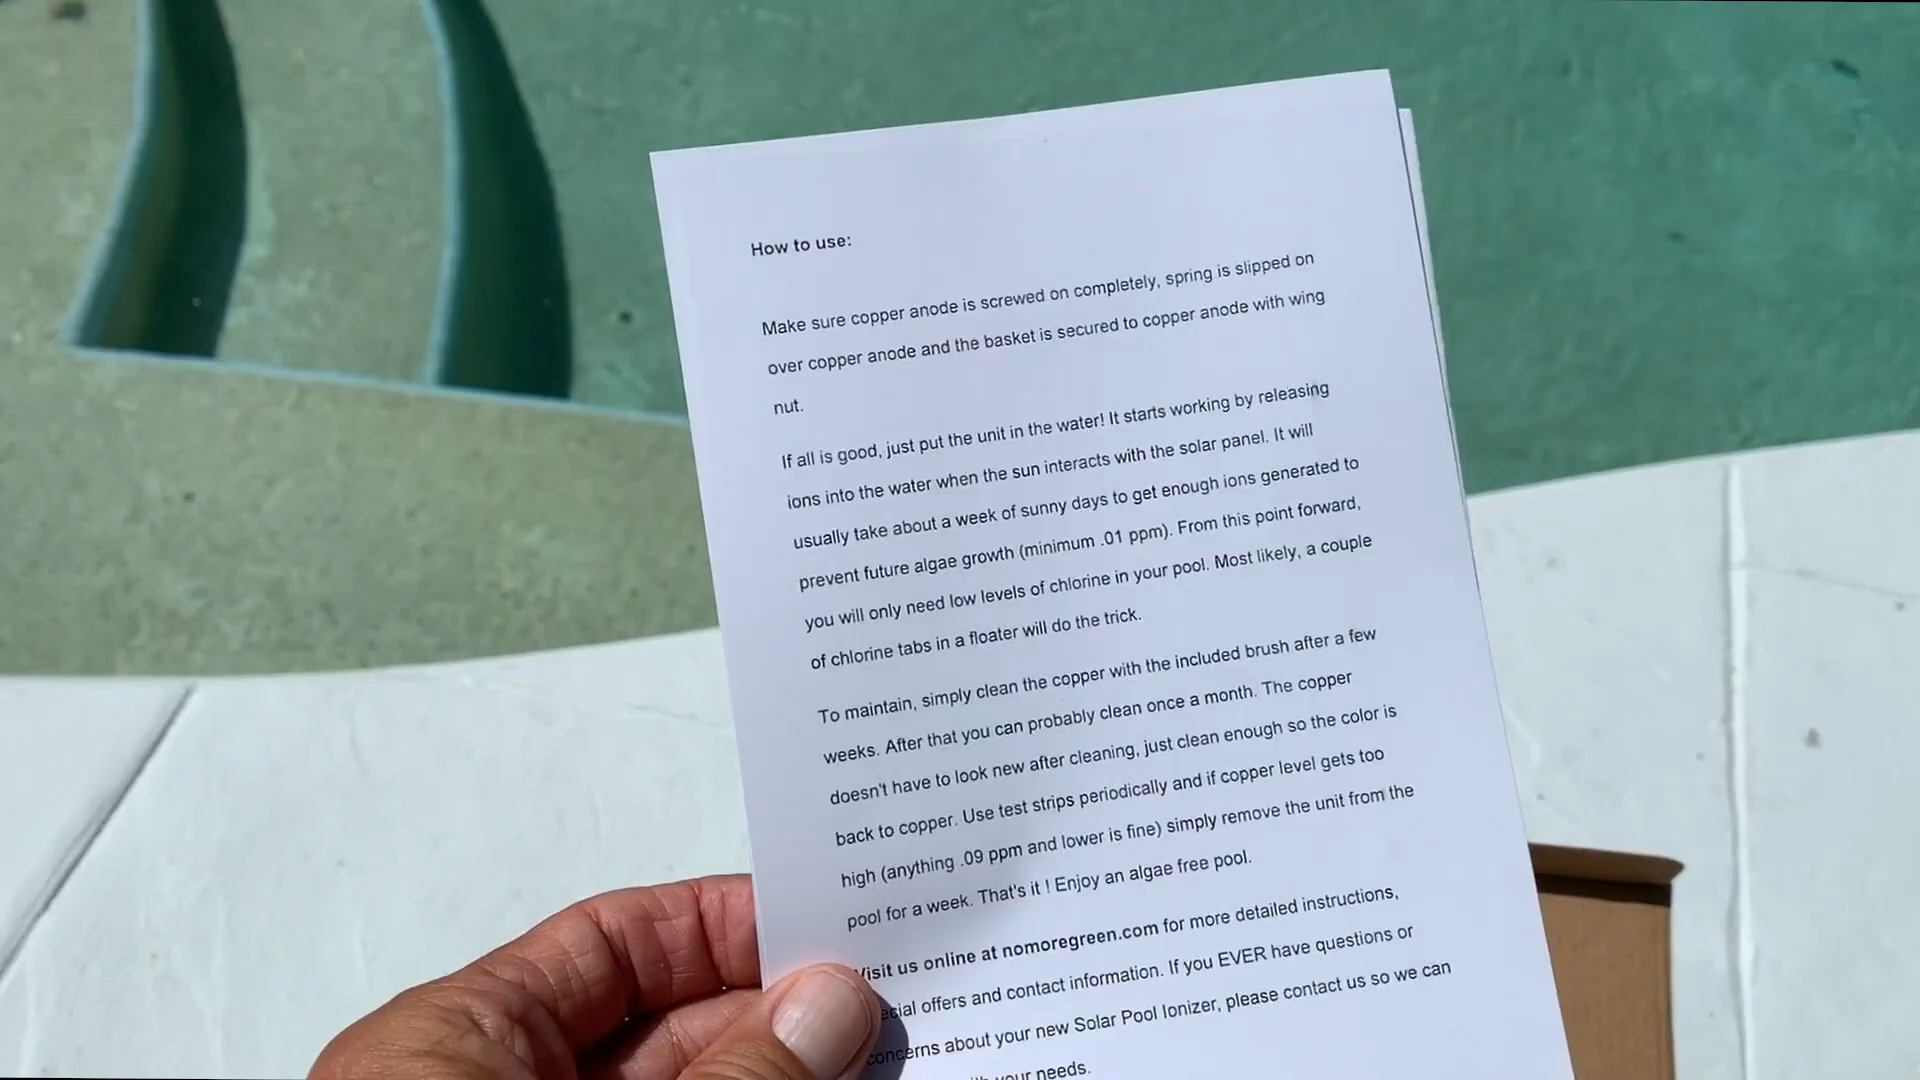 How to use:
Make sure copper anode is screwed on completely, spring is slipped on
over copper anode and the basket is secured to copper anode with wing
nut.
If all is good, just put the unit in the water! It starts working by releasing
ions into the water when the sun interacts with the solar panel. It will
usually take about a week of sunny days to get enough ions generated to
prevent future algae growth (minimum .01 ppm). From this point forward,
you will only need low levels of chlorine in your pool. Most likely, a couple
of chlorine tabs in a floater will do the trick.
To maintain, simply clean the copper with the included brush after a few
weeks. After that you can probably clean once a month. The copper
doesn't have to look new after cleaning, just clean enough so the color is
back to copper. Use test strips periodically and if copper level gets too
high (anything .09 ppm and lower is fine) simply remove the unit from the
pool for a week. That's it ! Enjoy an algae free pool.
Visit us online at nomoregreen.com for more detailed instructions,
ecial offers and contact information. If you EVER have questions or
concerns about your new Solar Pool Ionizer, please contact us so we can
your needs.